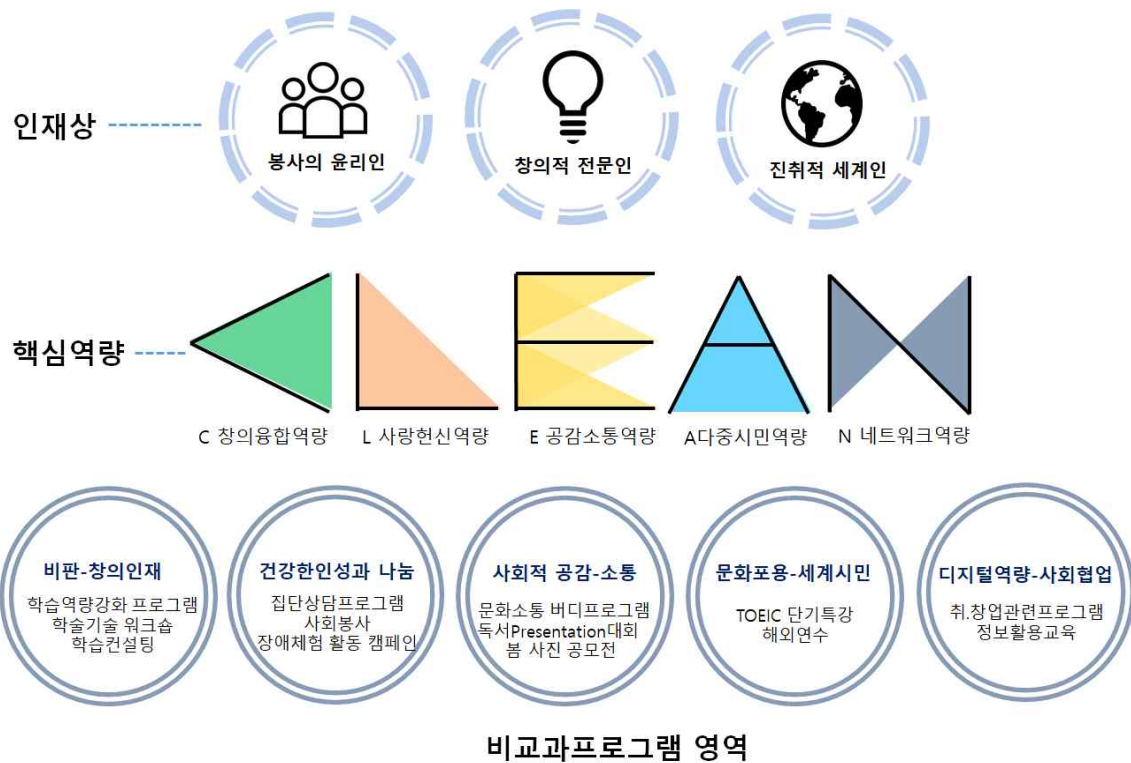 인재상
봉사의 윤리인
창의적 전문인
진취적 세계인
핵심역량
C 창의융합역량
L 사랑헌신역량
E 공감소통역량
A다중시민역량
N 네트워크역량
비판-창의인재
학습역량강화 프로그램
학술기술 워크숍
학습컨설팅
건강한인성과 나눔
집단상담프로그램
사회봉사
장애체험 활동 캠페인
사회적 공감-소통
문화소통 버디프로그램
독서Presentation대회
봄 사진 공모전
문화포용-세계시민
TOEIC 단기특강
해외연수
디지털역량-사회협업
취.창업관련프로그램
정보활용교육
비교과프로그램 영역